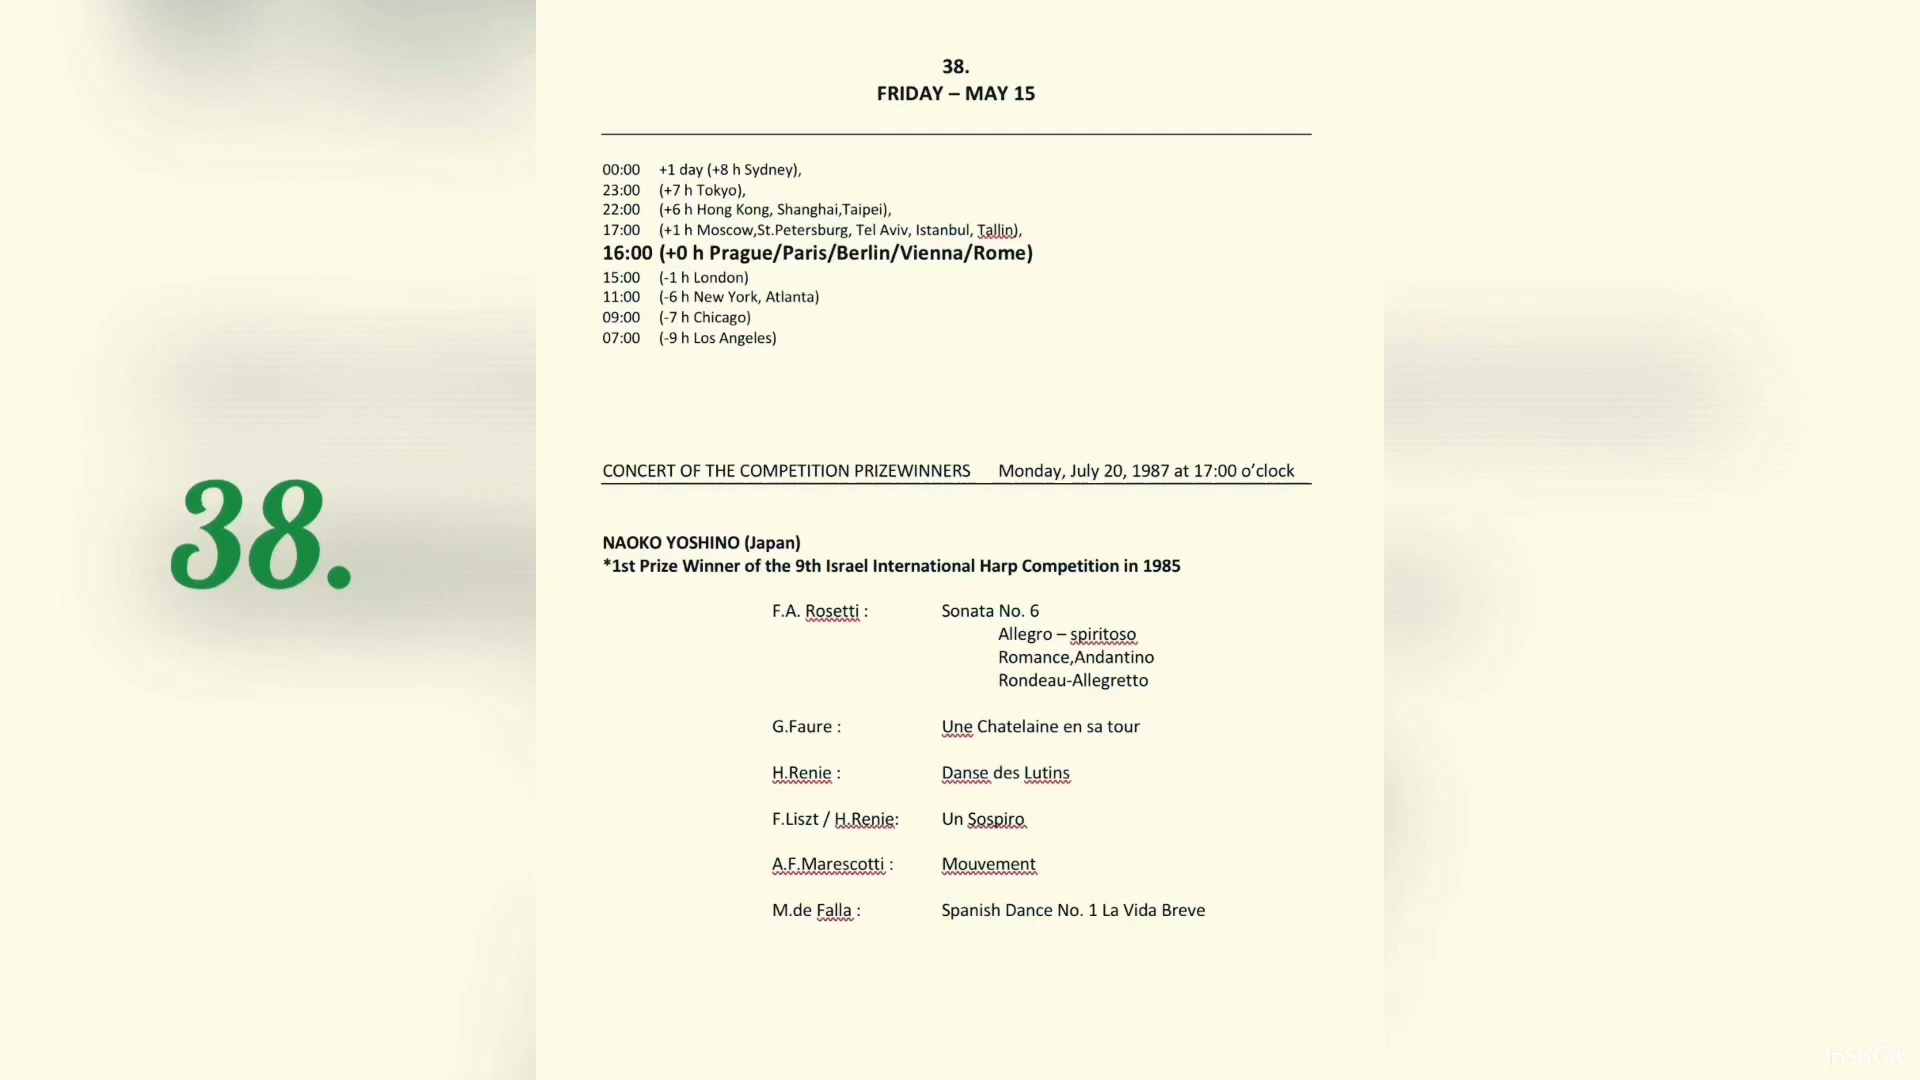 38.
FRIDAY – MAY 15
00:00 +1 day (+8 h Sydney),
23:00 (+7 h Tokyo),
22:00 (+6 h Hong Kong, Shanghai,Taipei),
17:00 (+1 h Moscow,St.Petersburg, Tel Aviv, Istanbul, Tallin),
16:00 (+0 h Prague/Paris/Berlin/Vienna/Rome)
15:00 (-1 h London)
11:00 (-6 h New York, Atlanta)
09:00 (-7 h Chicago)
07:00 (-9 h Los Angeles)
CONCERT OF THE COMPETITION PRIZEWINNERS Monday, July 20, 1987 at 17:00 o’clock
38.
NAOKO YOSHINO (Japan)
*1st Prize Winner of the 9th Israel International Harp Competition in 1985
F.A. Rosetti : Sonata No. 6
Allegro – spiritoso
Romance,Andantino
Rondeau-Allegretto
G.Faure : Une Chatelaine en sa tour
H.Renie : Danse des Lutins
F.Liszt / H.Renie: Un Sospiro
A.F.Marescotti : Mouvement
M.de Falla : Spanish Dance No. 1 La Vida Breve
InShOt